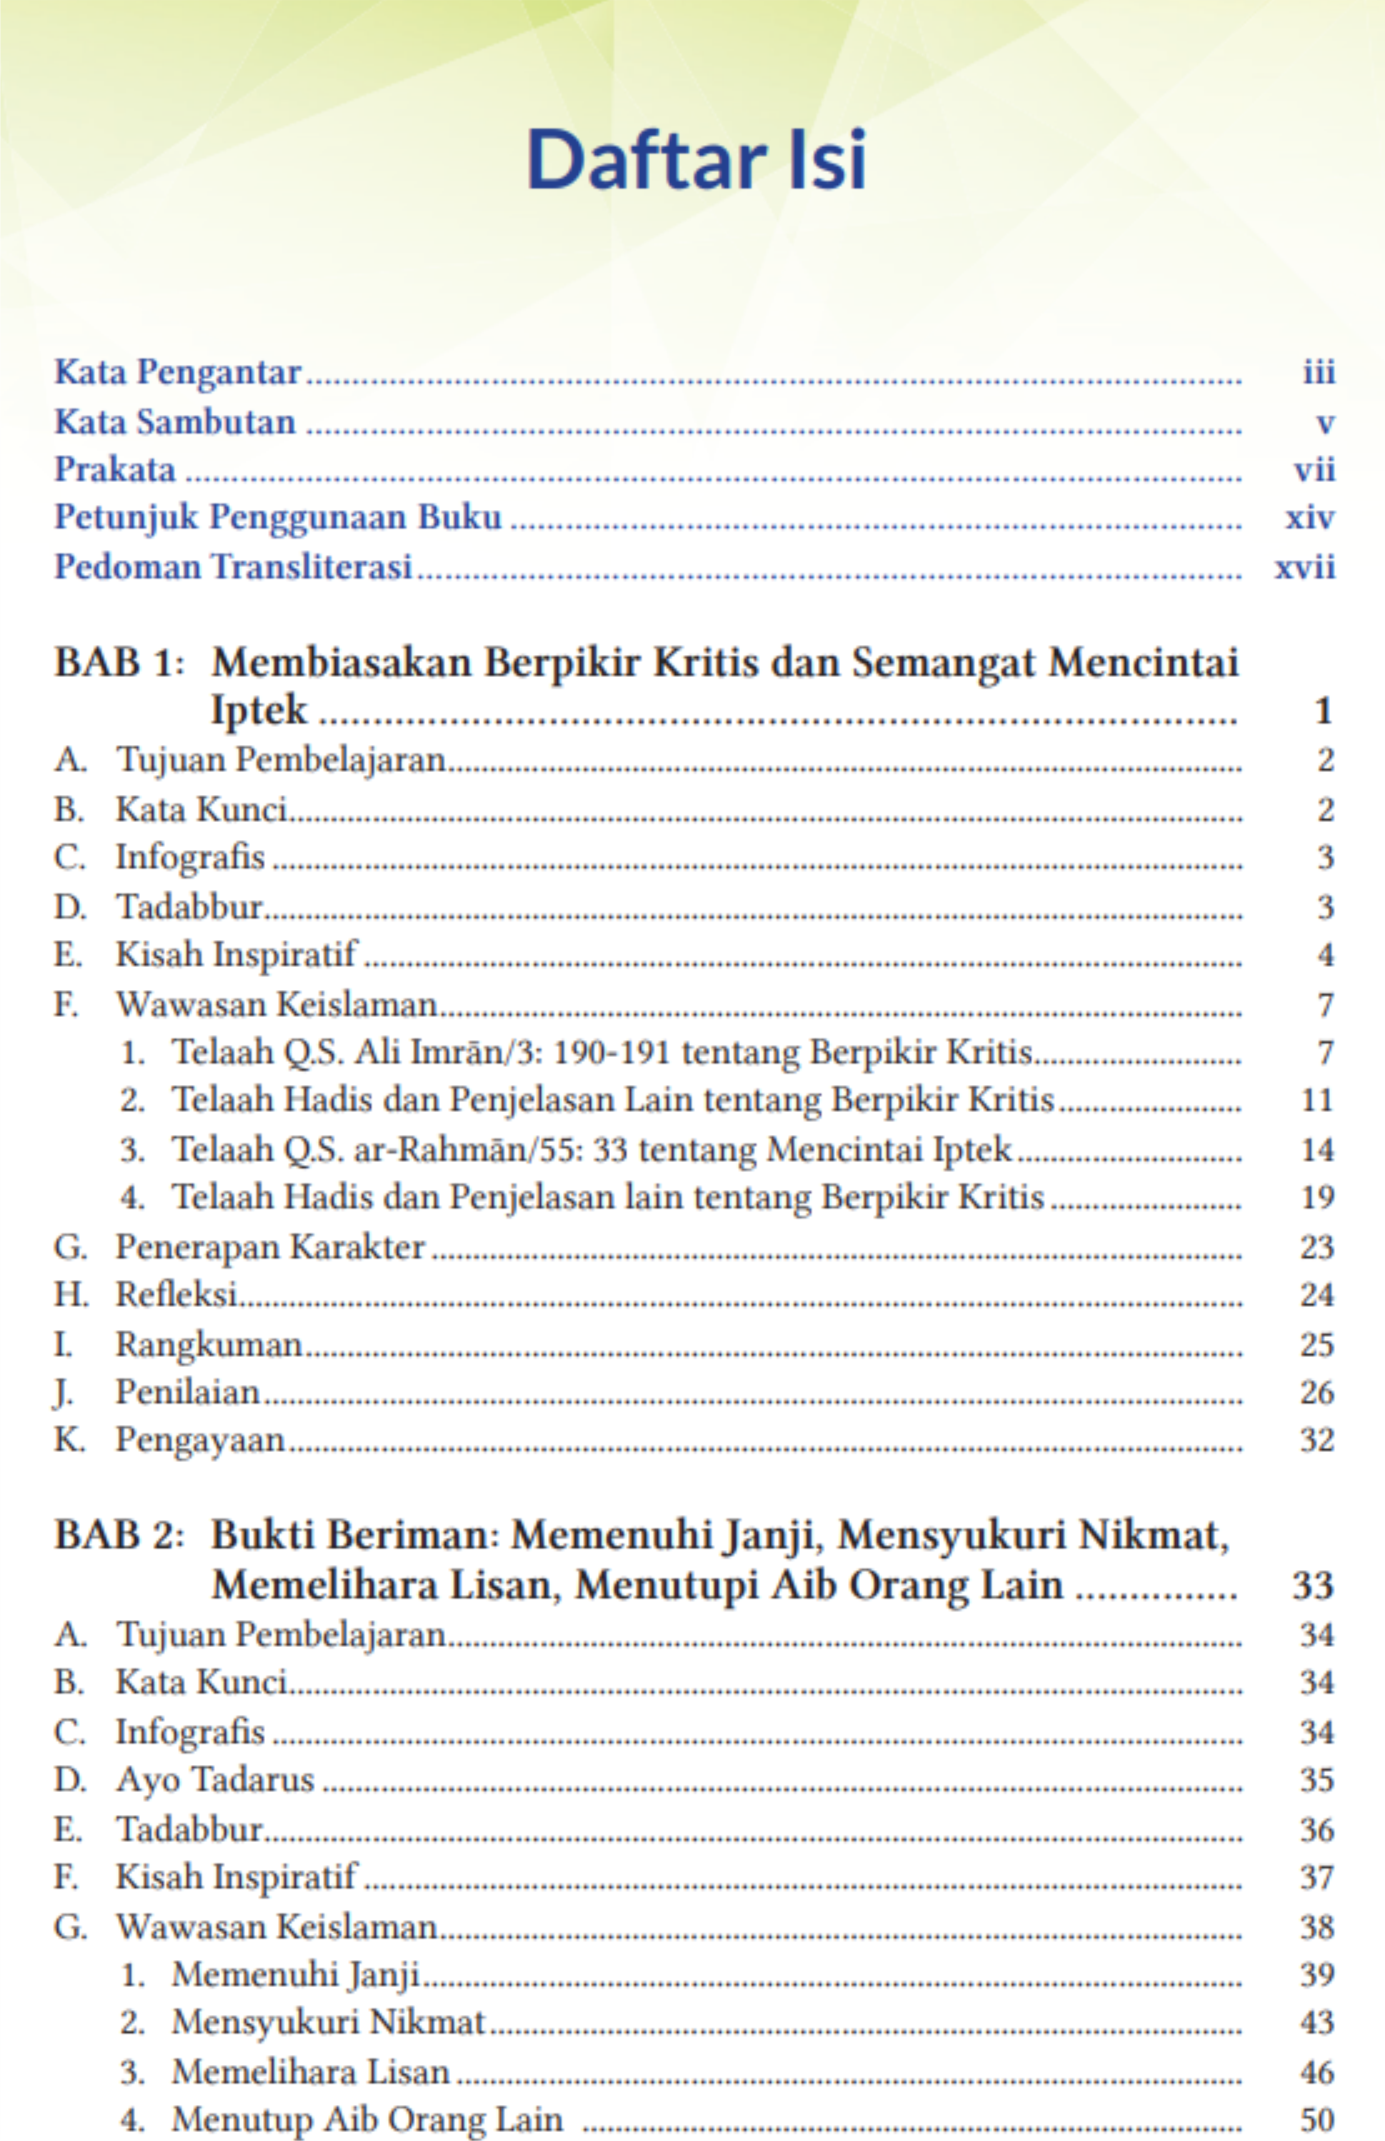 Daftar Isi
Kata Pengantar ........ iii
Kata Sambutan ........ v
Prakata ........ vii
Petunjuk Penggunaan Buku ........ xiv
Pedoman Transliterasi ........ xvii
BAB 1: Membiasakan Berpikir Kritis dan Semangat Mencintai
Iptek ........ 1
A. Tujuan Pembelajaran ........ 2
B. Kata Kunci ........ 2
C. Infografis ........ 3
D. Tadabbur ........ 3
E. Kisah Inspiratif ........ 4
F. Wawasan Keislaman ........ 7
1. Telaah Q.S. Ali Imrān/3: 190-191 tentang Berpikir Kritis ........ 7
2. Telaah Hadis dan Penjelasan Lain tentang Berpikir Kritis ........ 11
3. Telaah Q.S. ar-Rahmān/55: 33 tentang Mencintai Iptek ........ 14
4. Telaah Hadis dan Penjelasan lain tentang Berpikir Kritis ........ 19
G. Penerapan Karakter ........ 23
H. Refleksi ........ 24
I. Rangkuman ........ 25
J. Penilaian ........ 26
K. Pengayaan ........ 32
BAB 2: Bukti Beriman: Memenuhi Janji, Mensyukuri Nikmat,
Memelihara Lisan, Menutupi Aib Orang Lain ........ 33
A. Tujuan Pembelajaran ........ 34
B. Kata Kunci ........ 34
C. Infografis ........ 34
D. Ayo Tadarus ........ 35
E. Tadabbur ........ 36
F. Kisah Inspiratif ........ 37
G. Wawasan Keislaman ........ 38
1. Memenuhi Janji ........ 39
2. Mensyukuri Nikmat ........ 43
3. Memelihara Lisan ........ 46
4. Menutup Aib Orang Lain ........ 50